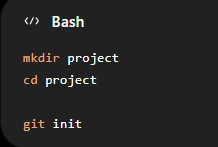 </> Bash
mkdir project
cd project
git init